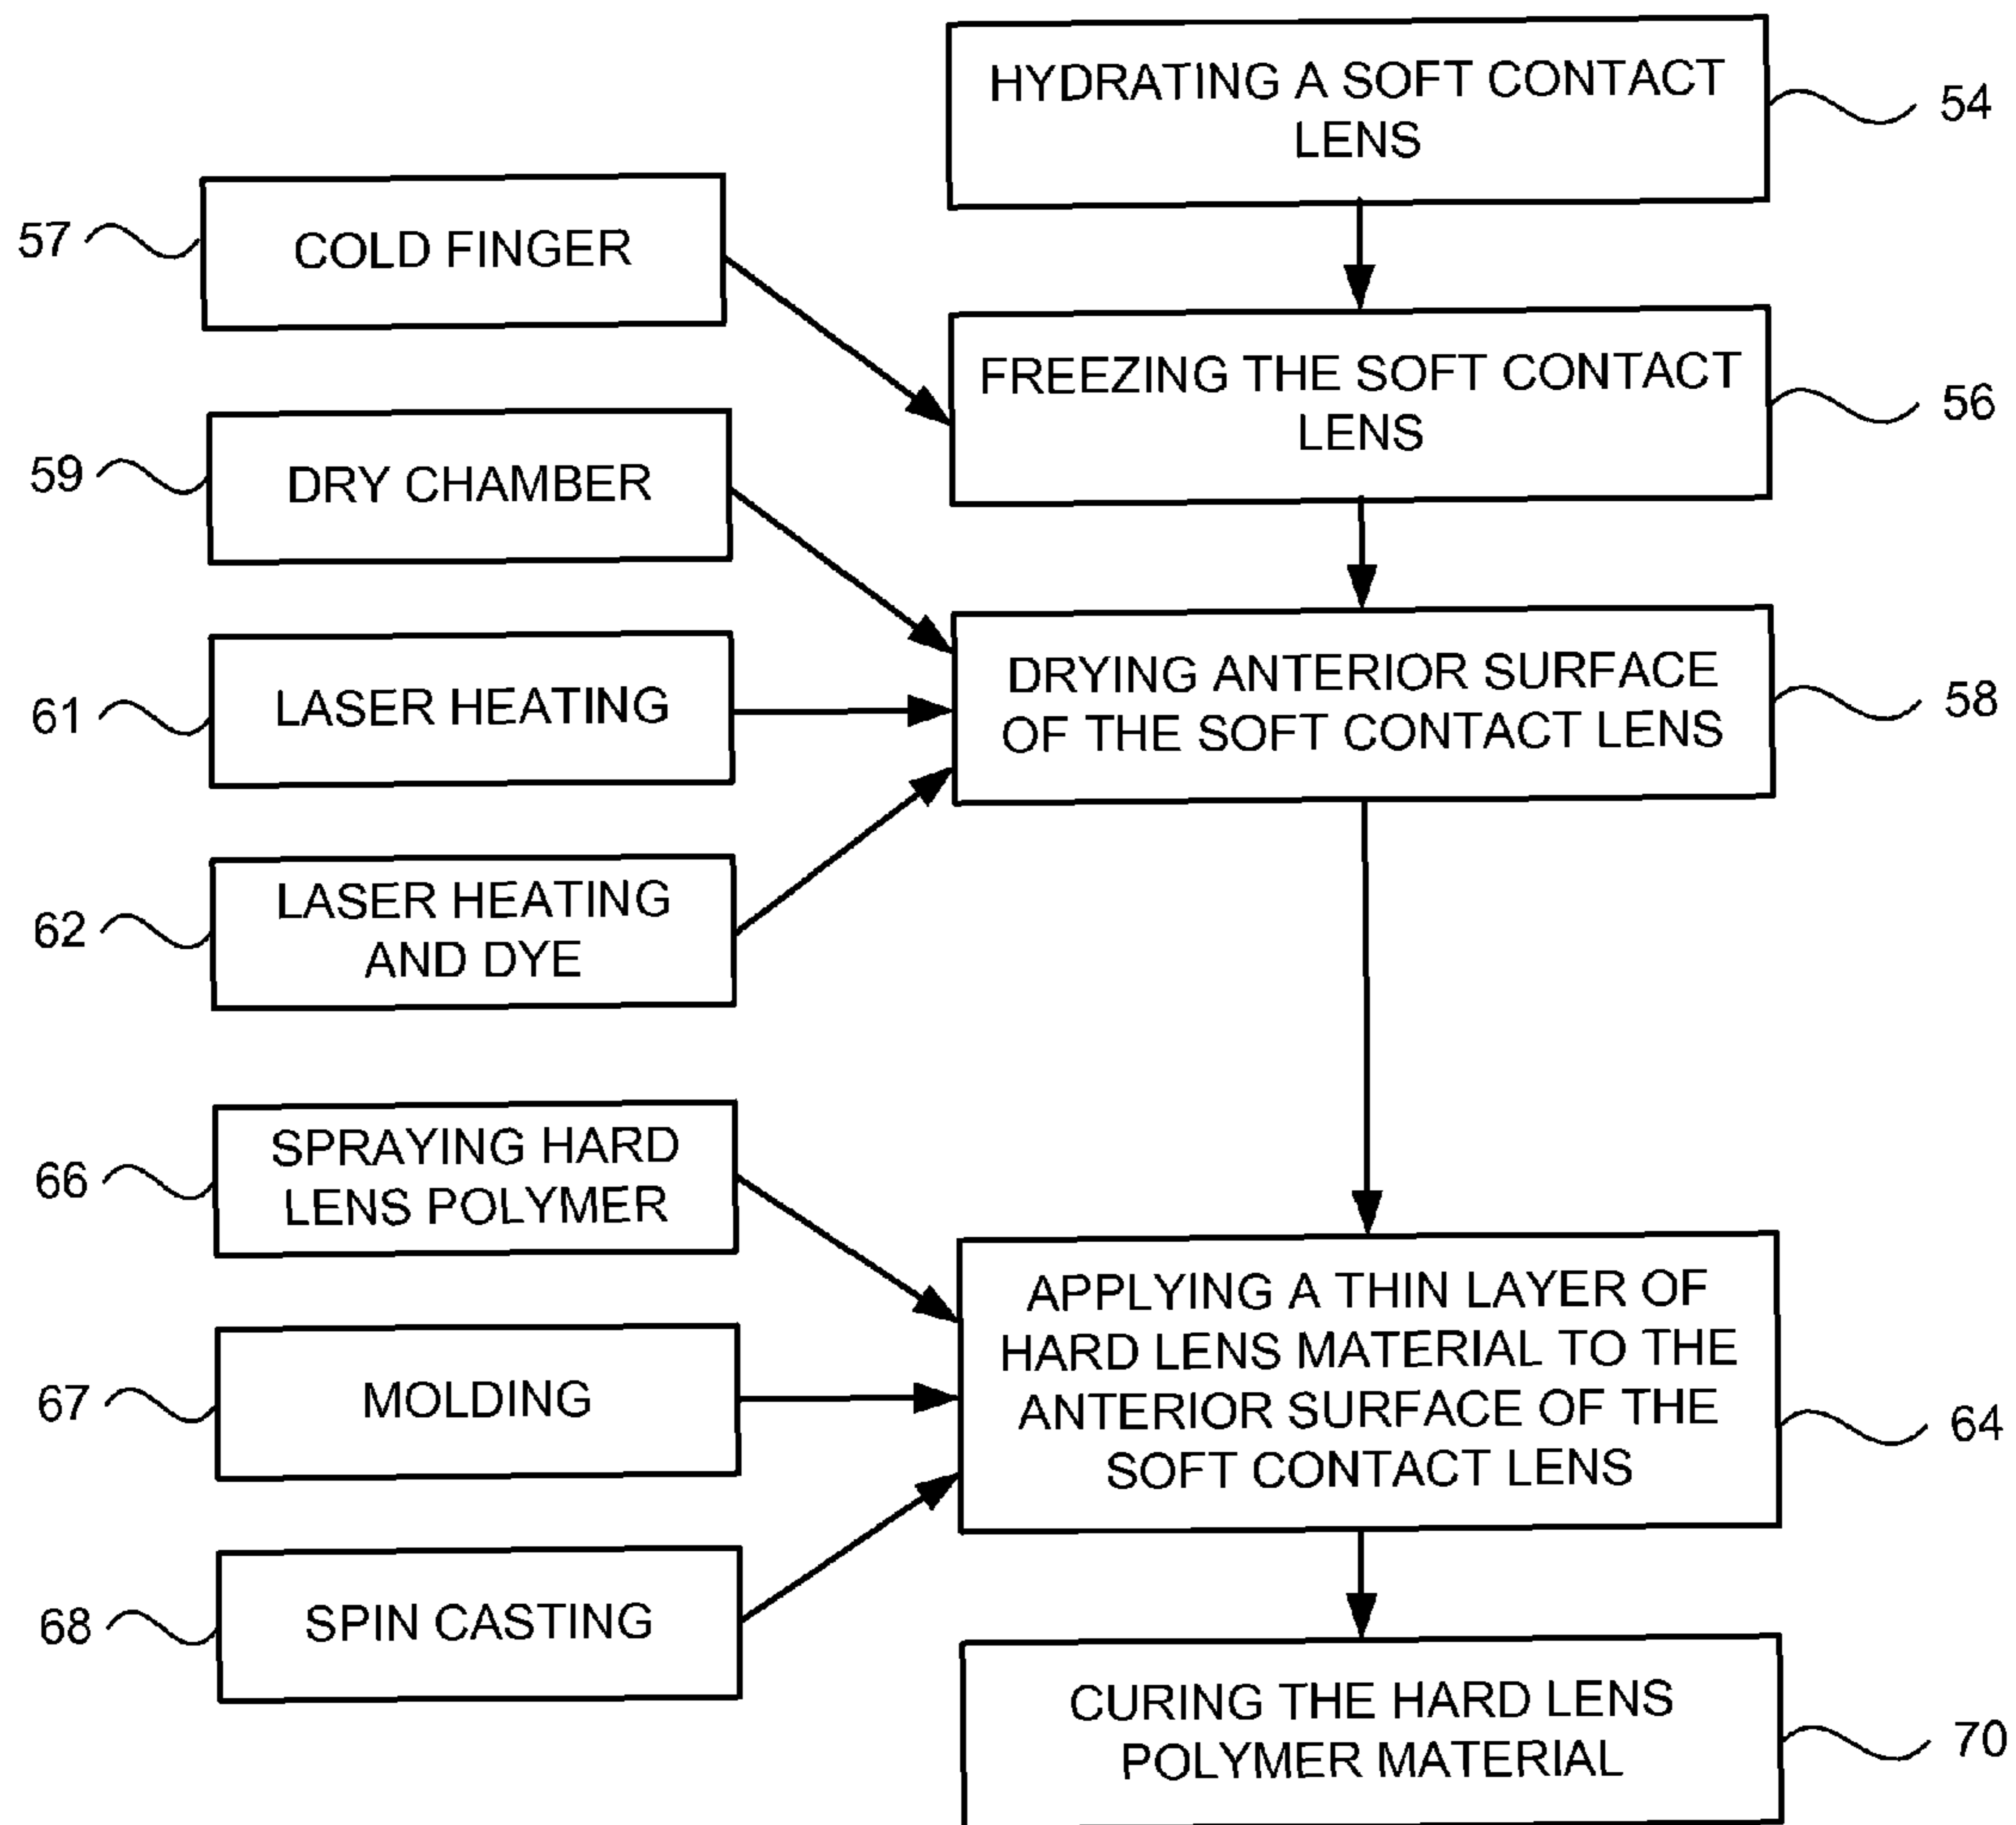 HYDRATING A SOFT CONTACT
LENS
54
57
COLD FINGER
FREEZING THE SOFT CONTACT
LENS
56
59
DRY CHAMBER
61
LASER HEATING
DRYING ANTERIOR SURFACE
OF THE SOFT CONTACT LENS
58
62
LASER HEATING
AND DYE
66
SPRAYING HARD
LENS POLYMER
67
MOLDING
APPLYING A THIN LAYER OF
HARD LENS MATERIAL TO THE
ANTERIOR SURFACE OF THE
SOFT CONTACT LENS
64
68
SPIN CASTING
CURING THE HARD LENS
POLYMER MATERIAL
70